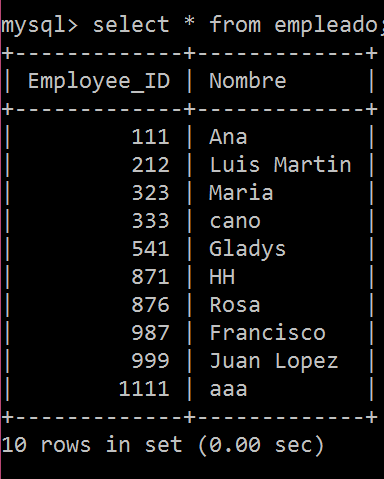 mysql> select * from empleado;
+-------------+-------------+
| Employee_ID | Nombre      |
+-------------+-------------+
|         111 | Ana         |
|         212 | Luis Martin |
|         323 | Maria       |
|         333 | cano        |
|         541 | Gladys      |
|         871 | HH          |
|         876 | Rosa        |
|         987 | Francisco   |
|         999 | Juan Lopez  |
|        1111 | aaa         |
+-------------+-------------+
10 rows in set (0.00 sec)